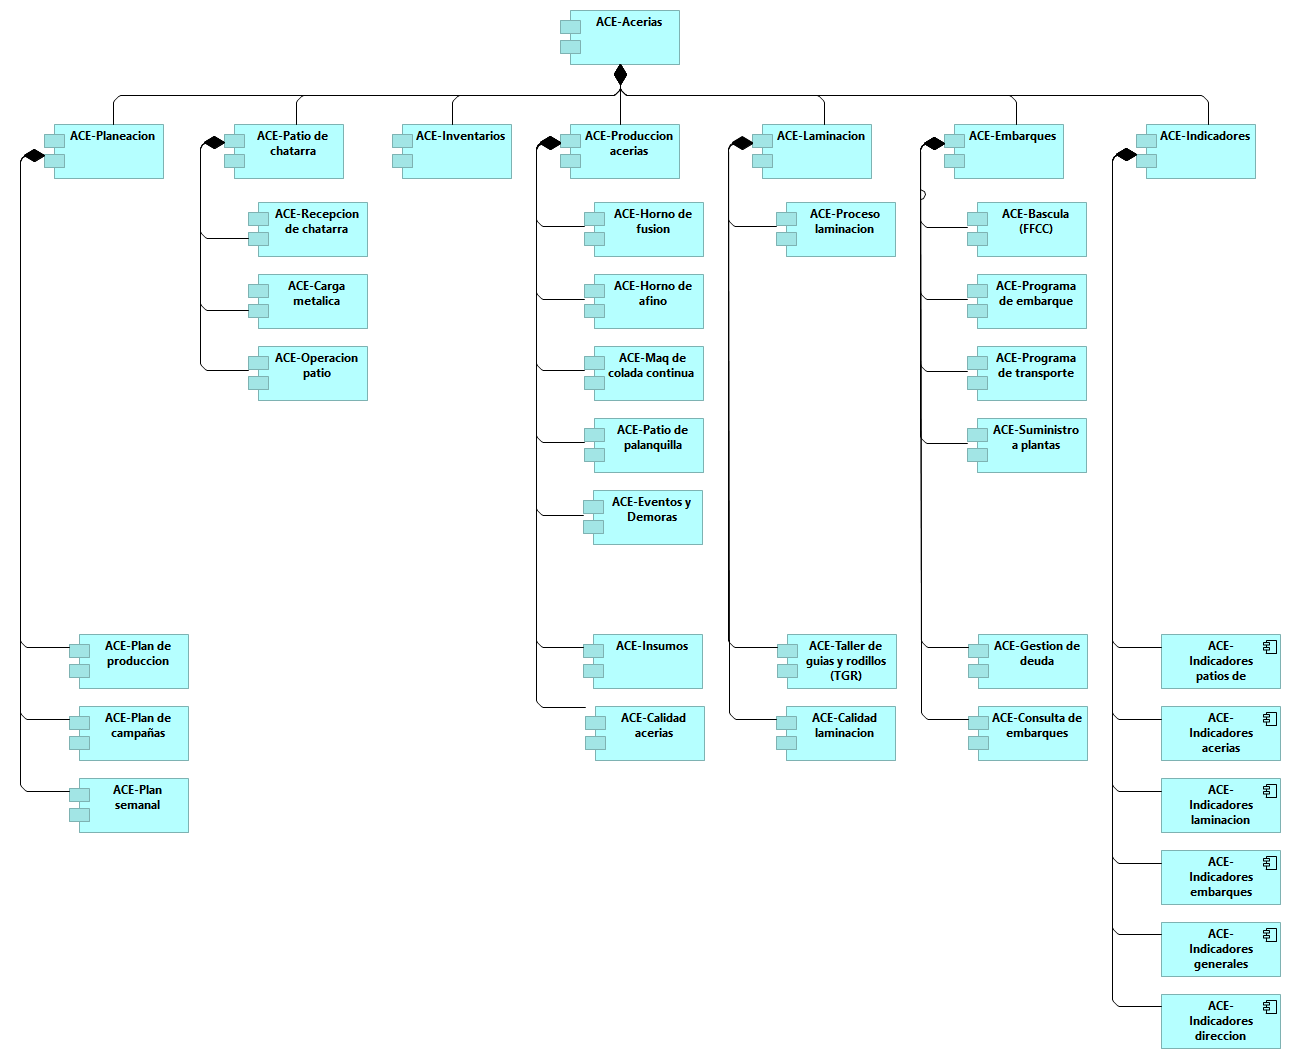 ACE-Acerias
ACE-Planeacion
ACE-Patio de
chatarra
ACE-Inventarios
ACE-Produccion
acerias
ACE-Laminacion
ACE-Embarques
ACE-Indicadores
ACE-Recepcion
de chatarra
ACE-Horno de
fusion
ACE-Proceso
laminacion
ACE-Bascula
(FFCC)
ACE-Carga
metalica
ACE-Horno de
afino
ACE-Programa
de embarque
ACE-Operacion
patio
ACE-Maq de
colada continua
ACE-Programa
de transporte
ACE-Patio de
palanquilla
ACE-Suministro
a plantas
ACE-Eventos y
Demoras
ACE-Plan de
produccion
ACE-Insumos
ACE-Taller de
guias y rodillos
(TGR)
ACE-Gestion de
deuda
ACE-
Indicadores
patios de
ACE-Plan de
campañas
ACE-Calidad
acerias
ACE-Calidad
laminacion
ACE-Consulta de
embarques
ACE-
Indicadores
acerias
ACE-Plan
semanal
ACE-
Indicadores
laminacion
ACE-
Indicadores
embarques
ACE-
Indicadores
generales
ACE-
Indicadores
direccion